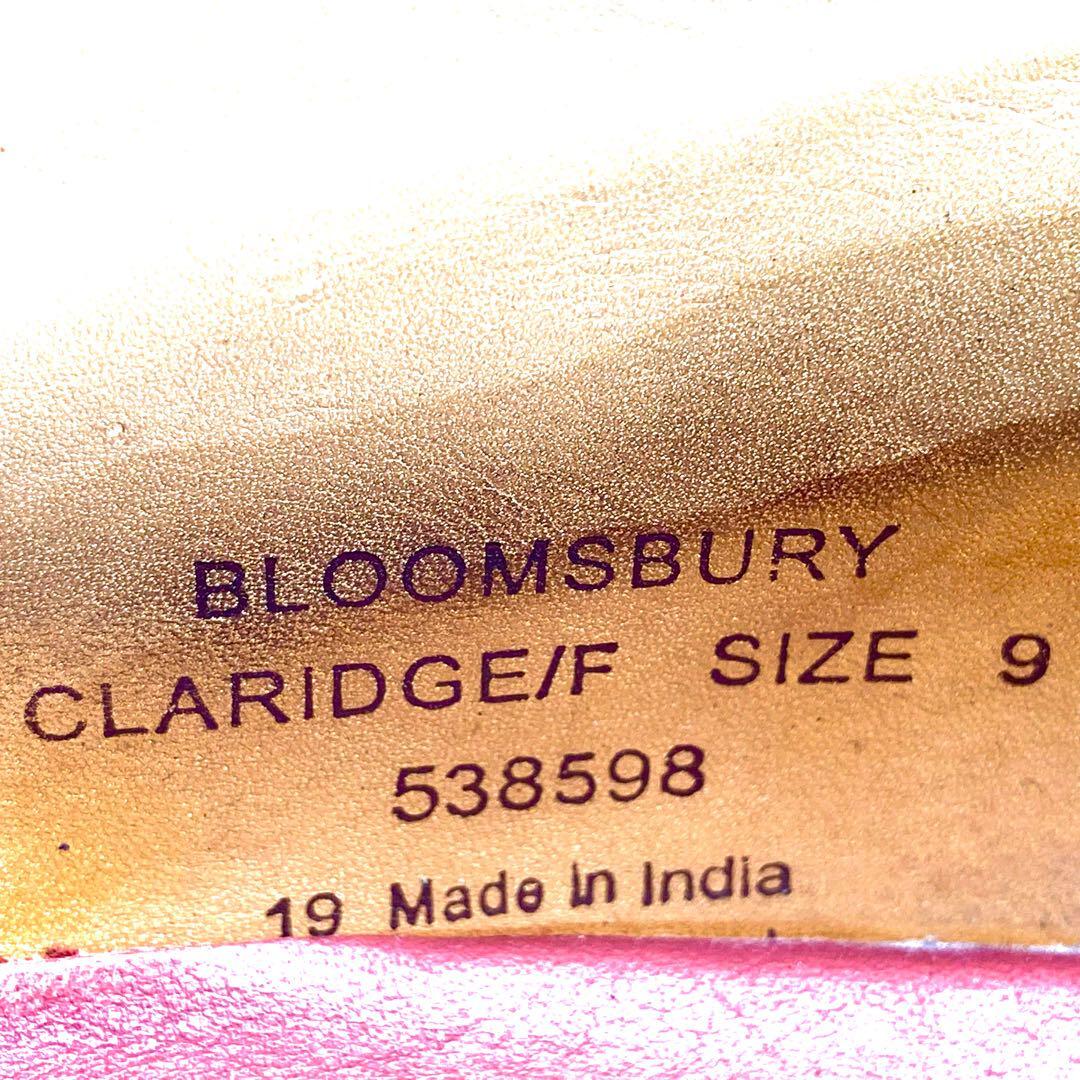 BLOOMSBURY
CLARIDGE/F SIZE 9
538598
19 Made in India